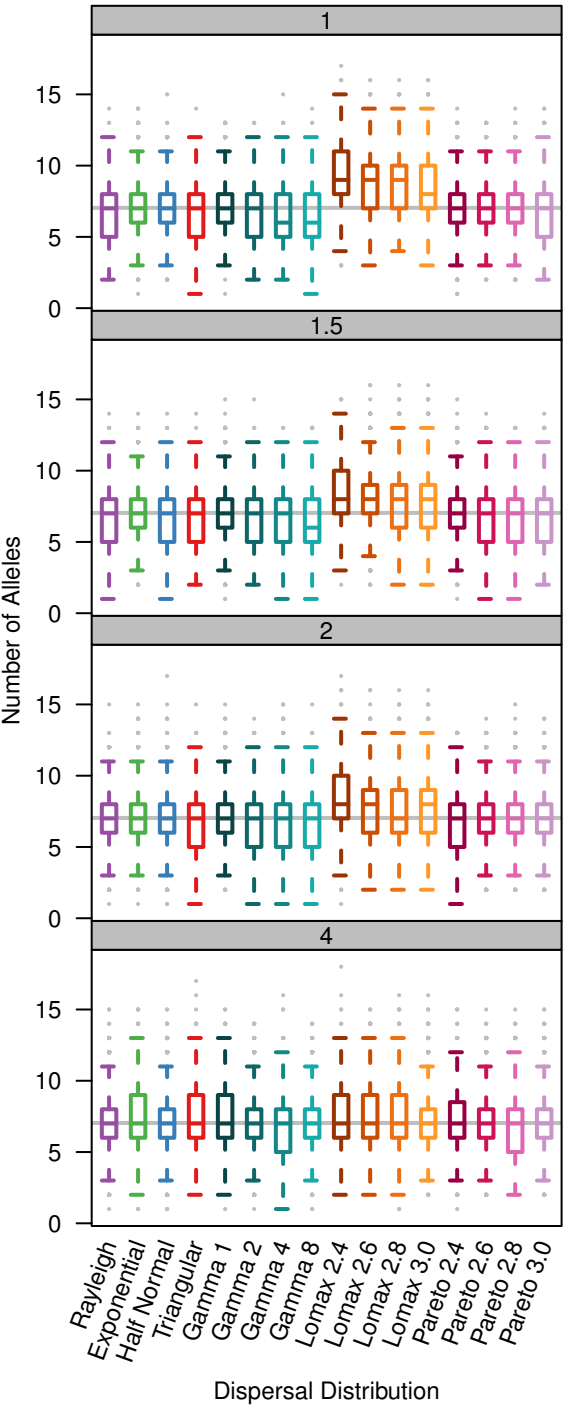 1
15
10
5
0
1.5
15
10
5
0
2
15
10
5
0
4
15
10
5
0
Number of Alleles
Rayleigh
Exponential
Half Normal
Triangular
Gamma 1
Gamma 2
Gamma 4
Gamma 8
Lomax 2.4
Lomax 2.6
Lomax 2.8
Lomax 3.0
Pareto 2.4
Pareto 2.6
Pareto 2.8
Pareto 3.0
Dispersal Distribution